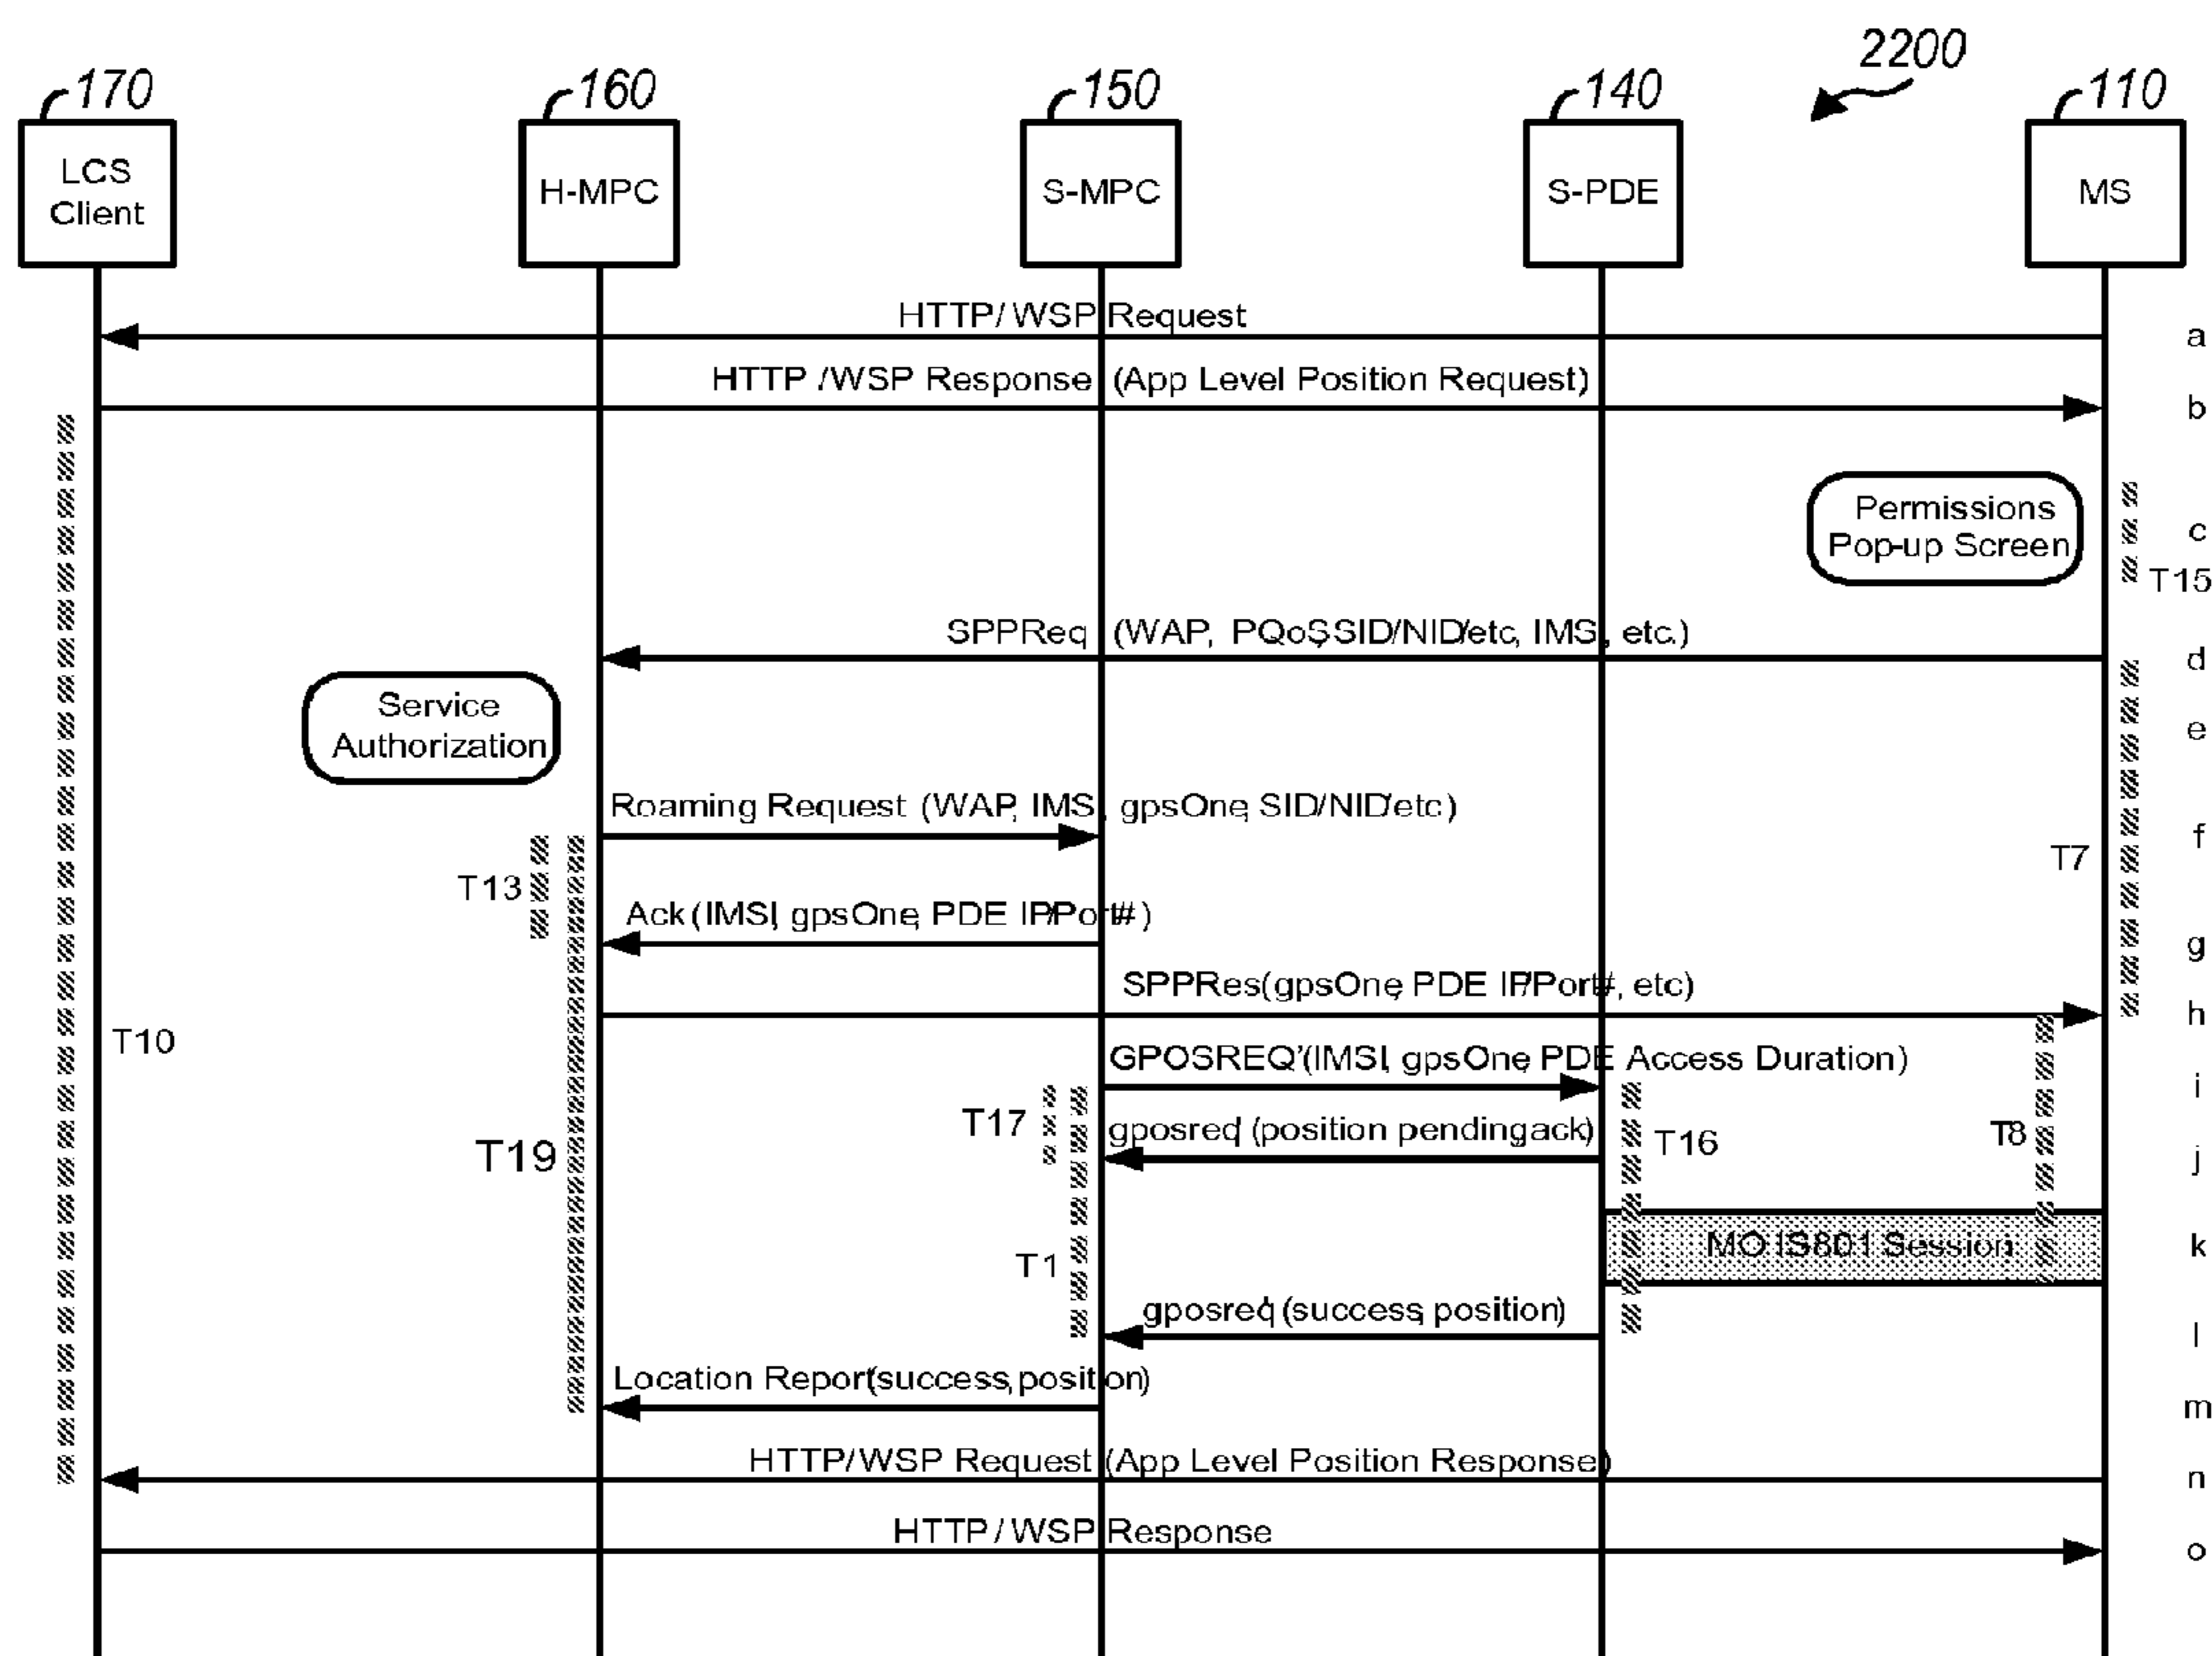 2200
170
160
150
140
110
LCS
Client
H-MPC
S-MPC
S-PDE
MS
HTTP/WSP Request
a
HTTP/WSP Response (App Level Position Request)
b
Permissions
Pop-up Screen
c
T15
SPPReq (WAP, PQoS, SID/NID/etc, IMS, etc.)
d
Service
Authorization
e
Roaming Request (WAP, IMS, gpsOne, SID/NID/etc)
f
T13
T7
Ack (IMSI, gpsOne, PDE IP/Port#)
g
SPPRes(gpsOne, PDE IP/Port#, etc)
h
T10
GPOSREQ'(IMSI, gpsOne, PDE Access Duration)
i
T17
gposreq' (position pending ack)
T16
T8
T19
j
MO IS801 Session
k
T1
gposreq' (success, position)
l
Location Report(success, position)
m
HTTP/WSP Request (App Level Position Response)
n
HTTP/WSP Response
o